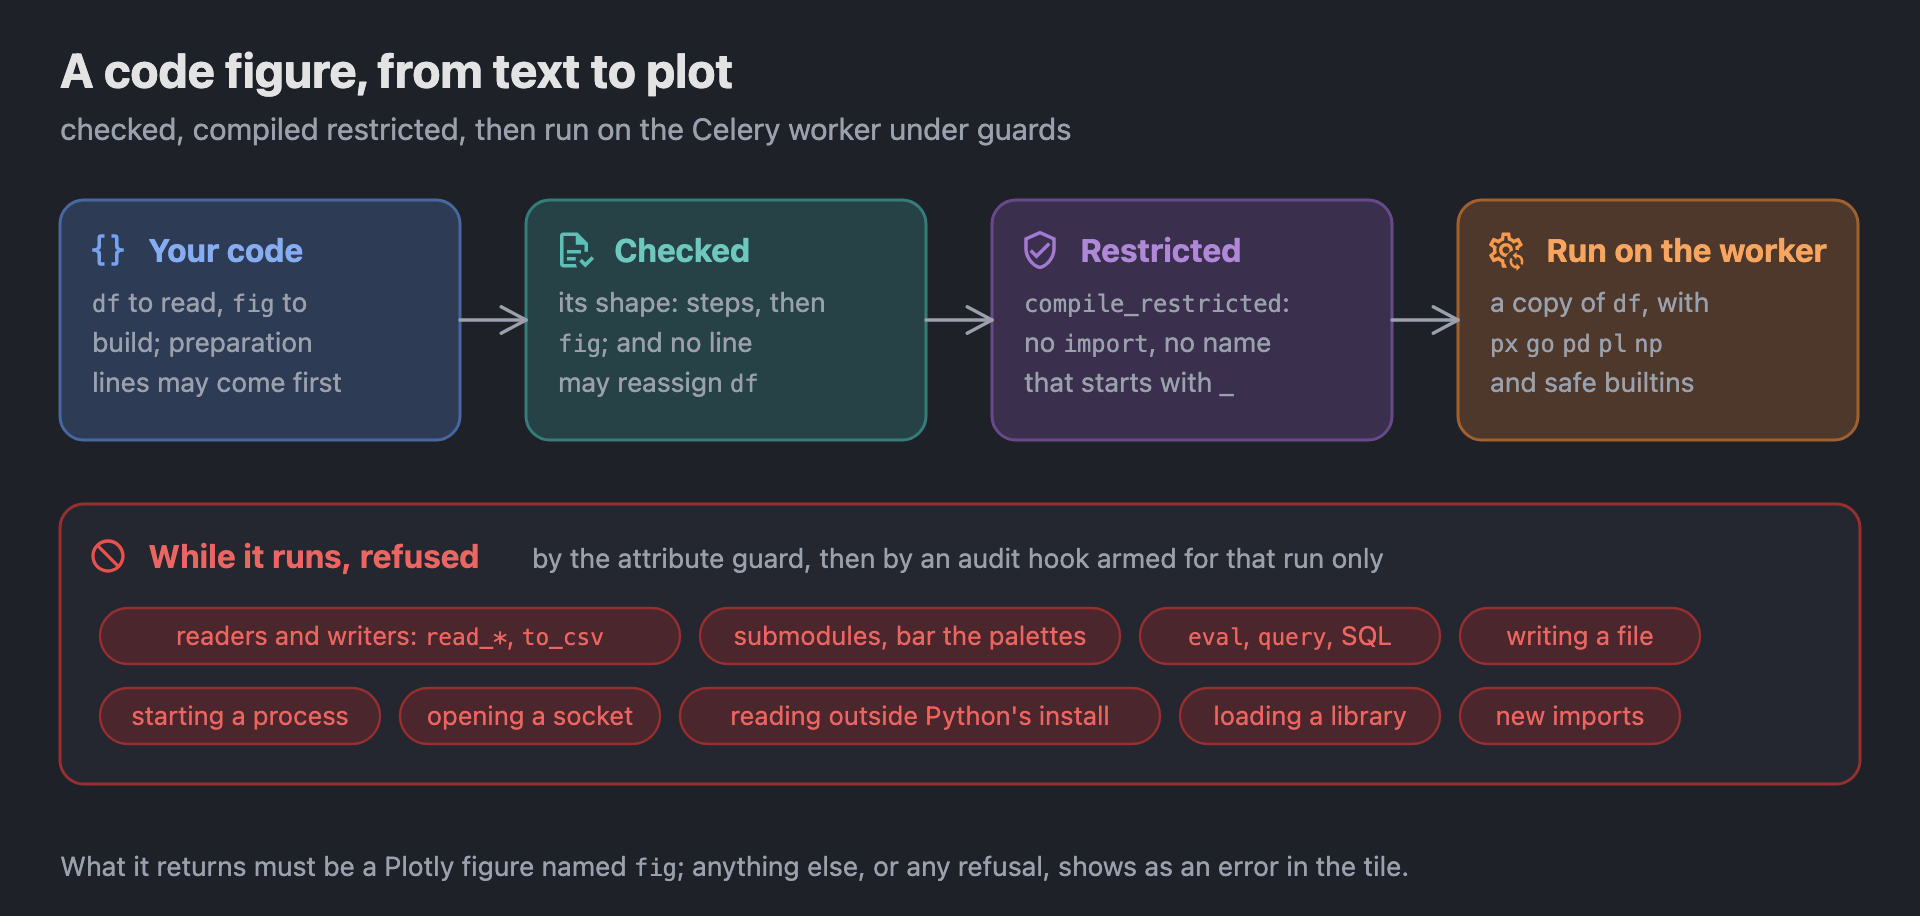 A code figure, from text to plot
checked, compiled restricted, then run on the Celery worker under guards
{} Your code
df to read, fig to
build; preparation
lines may come first
Checked
its shape: steps, then
fig; and no line
may reassign df
Restricted
compile_restricted:
no import, no name
that starts with _
Run on the worker
a copy of df, with
px go pd pl np
and safe builtins
While it runs, refused
by the attribute guard, then by an audit hook armed for that run only
readers and writers: read_*, to_csv
submodules, bar the palettes
eval, query, SQL
writing a file
starting a process
opening a socket
reading outside Python's install
loading a library
new imports
What it returns must be a Plotly figure named fig; anything else, or any refusal, shows as an error in the tile.